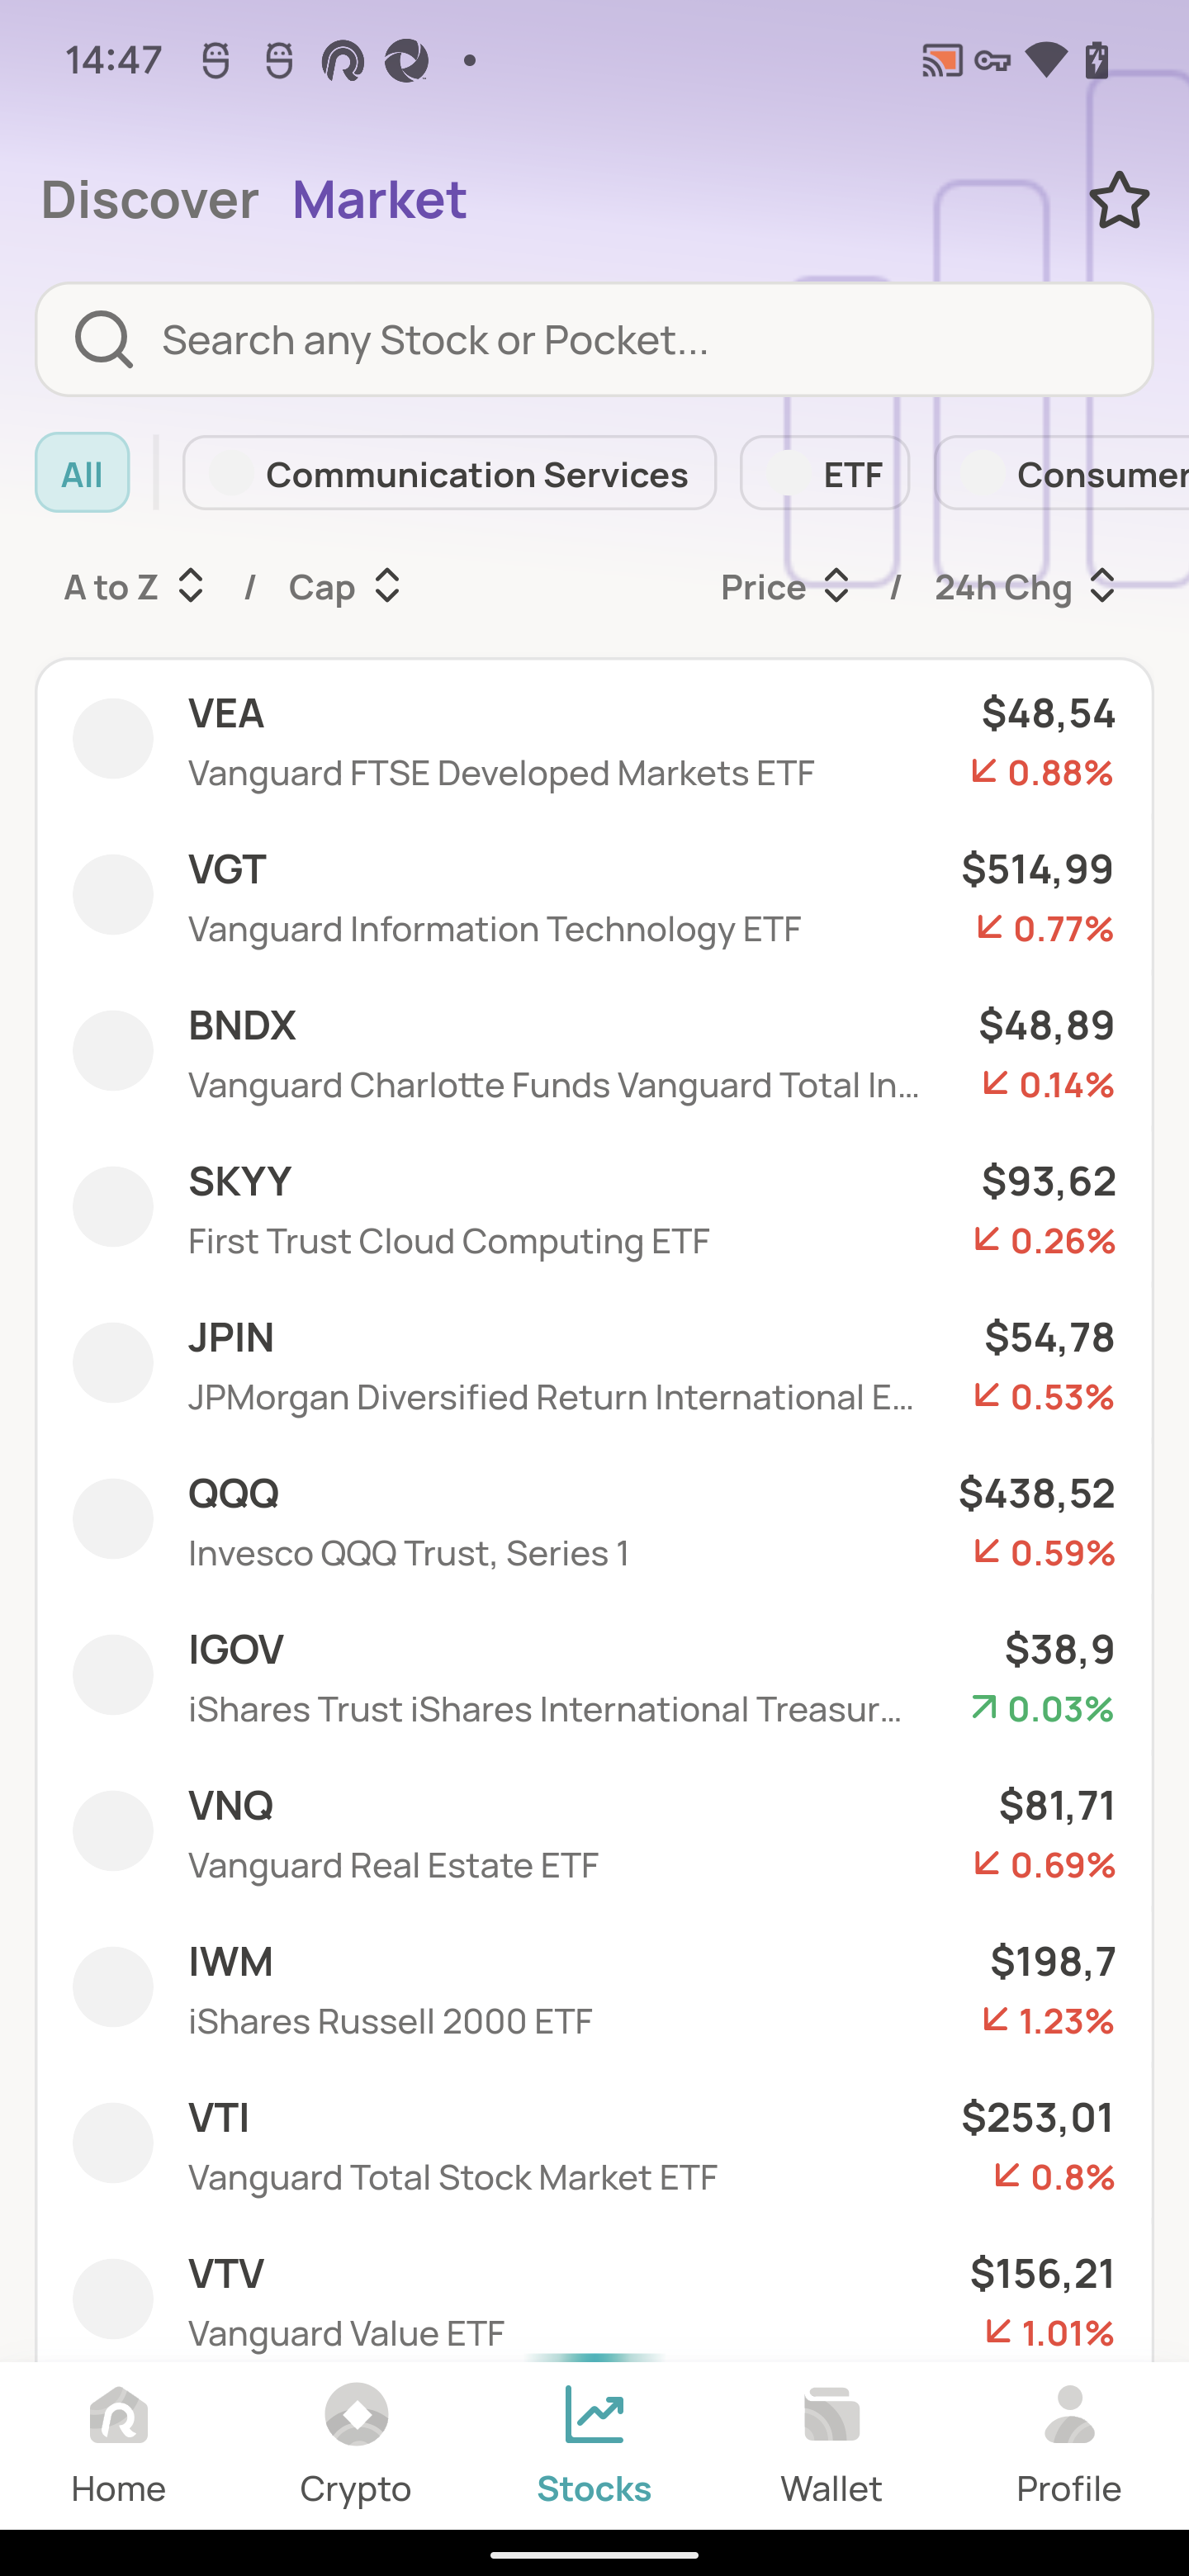 14:47
Discover Market
Search any Stock or Pocket...
All Communication Services ETF Consumer
A to Z / Cap Price / 24h Chg
VEA $48,54
Vanguard FTSE Developed Markets ETF 0.88%
VGT $514,99
Vanguard Information Technology ETF 0.77%
BNDX $48,89
Vanguard Charlotte Funds Vanguard Total In... 0.14%
SKYY $93,62
First Trust Cloud Computing ETF 0.26%
JPIN $54,78
JPMorgan Diversified Return International E... 0.53%
QQQ $438,52
Invesco QQQ Trust, Series 1 0.59%
IGOV $38,9
iShares Trust iShares International Treasur... 0.03%
VNQ $81,71
Vanguard Real Estate ETF 0.69%
IWM $198,7
iShares Russell 2000 ETF 1.23%
VTI $253,01
Vanguard Total Stock Market ETF 0.8%
VTV $156,21
Vanguard Value ETF 1.01%
Home Crypto Stocks Wallet Profile